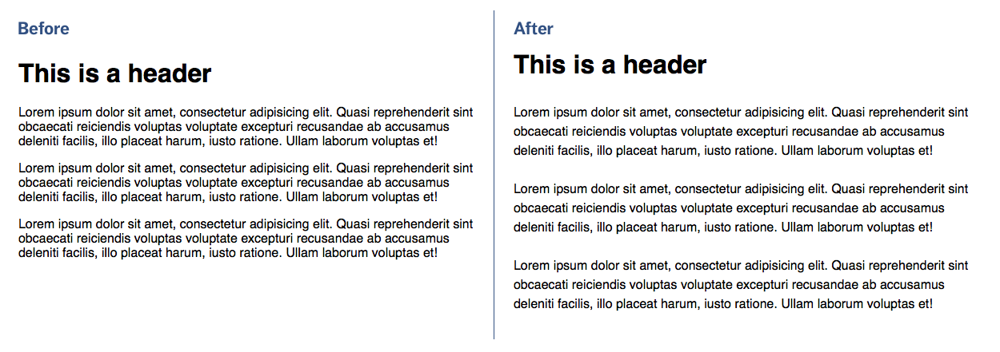 Before
This is a header
Lorem ipsum dolor sit amet, consectetur adipisicing elit. Quasi reprehenderit sint
obcaecati reiciendis voluptas voluptate excepturi recusandae ab accusamus
deleniti facilis, illo placeat harum, iusto ratione. Ullam laborum voluptas et!
Lorem ipsum dolor sit amet, consectetur adipisicing elit. Quasi reprehenderit sint
obcaecati reiciendis voluptas voluptate excepturi recusandae ab accusamus
deleniti facilis, illo placeat harum, iusto ratione. Ullam laborum voluptas et!
Lorem ipsum dolor sit amet, consectetur adipisicing elit. Quasi reprehenderit sint
obcaecati reiciendis voluptas voluptate excepturi recusandae ab accusamus
deleniti facilis, illo placeat harum, iusto ratione. Ullam laborum voluptas et!
After
This is a header
Lorem ipsum dolor sit amet, consectetur adipisicing elit. Quasi reprehenderit sint
obcaecati reiciendis voluptas voluptate excepturi recusandae ab accusamus
deleniti facilis, illo placeat harum, iusto ratione. Ullam laborum voluptas et!
Lorem ipsum dolor sit amet, consectetur adipisicing elit. Quasi reprehenderit sint
obcaecati reiciendis voluptas voluptate excepturi recusandae ab accusamus
deleniti facilis, illo placeat harum, iusto ratione. Ullam laborum voluptas et!
Lorem ipsum dolor sit amet, consectetur adipisicing elit. Quasi reprehenderit sint
obcaecati reiciendis voluptas voluptate excepturi recusandae ab accusamus
deleniti facilis, illo placeat harum, iusto ratione. Ullam laborum voluptas et!